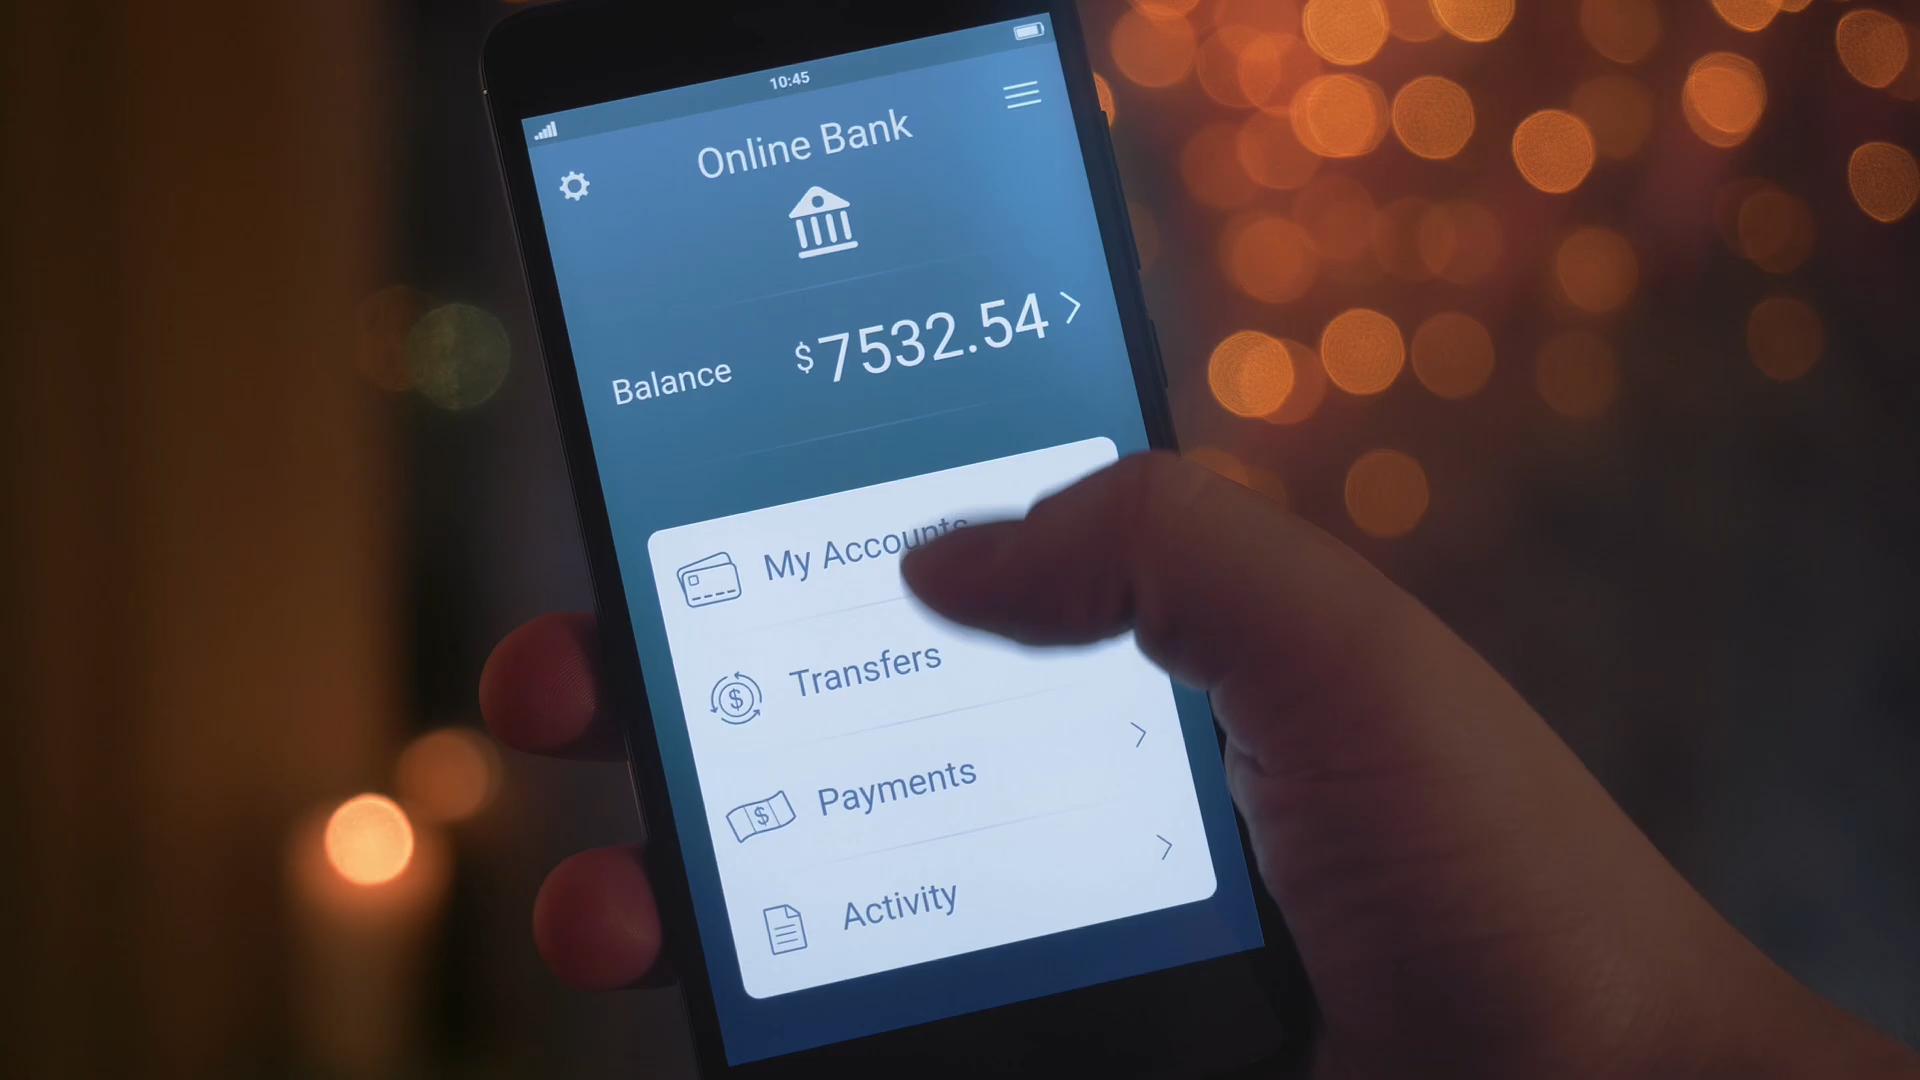 10:45
Online Bank
Balance $7532.54
My Accounts
Transfers
Payments
Activity